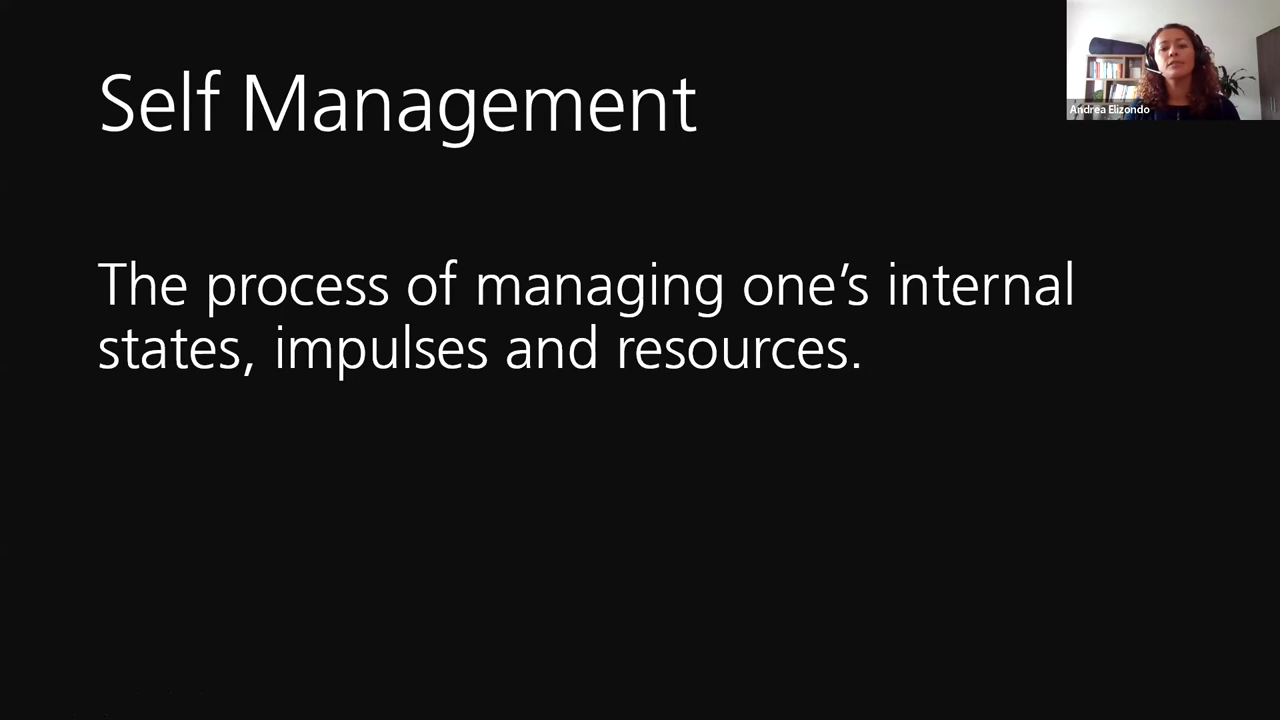 Self Management
The process of managing one’s internal
states, impulses and resources.
Andrea Elizondo